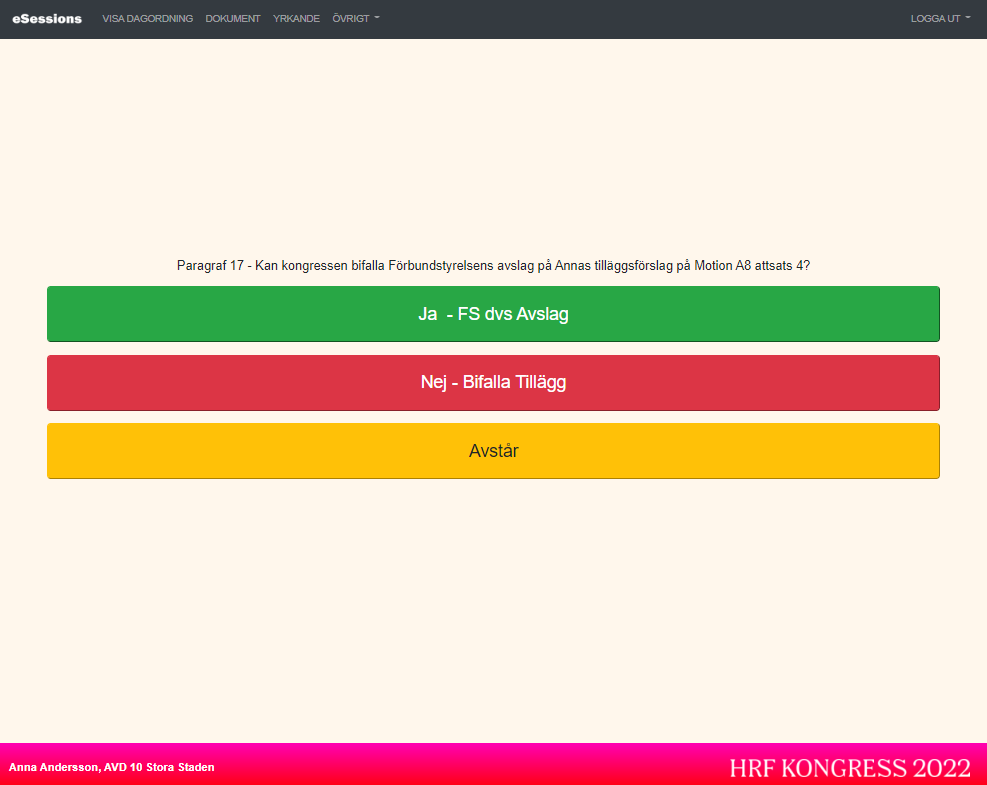 eSessions VISA DAGORDNING DOKUMENT YRKANDE ÖVRIGT LOGGA UT
Paragraf 17 - Kan kongressen bifalla Förbundstyrelsens avslag på Annas tilläggsförslag på Motion A8 attsats 4?
Ja - FS dvs Avslag
Nej - Bifalla Tillägg
Avstår
Anna Andersson, AVD 10 Stora Staden HRF KONGRESS 2022